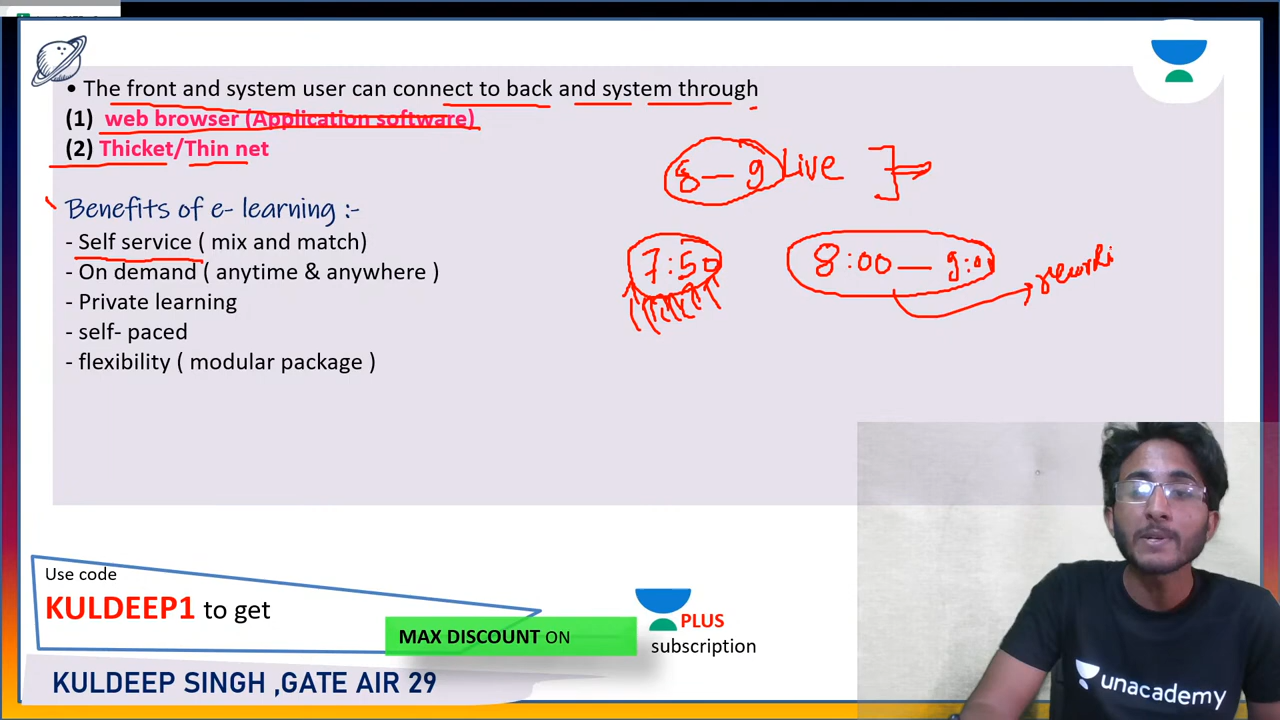 • The front and system user can connect to back and system through
(1) web browser (Application software)
(2) Thicket/Thin net
8 — 9 Live
Benefits of e- learning :-
- Self service ( mix and match)
7:50
8:00 — 9:00
- On demand ( anytime & anywhere )
- Private learning
- self- paced
- flexibility ( modular package )
Use code
KULDEEP1 to get
MAX DISCOUNT ON
PLUS
subscription
KULDEEP SINGH ,GATE AIR 29
unacademy